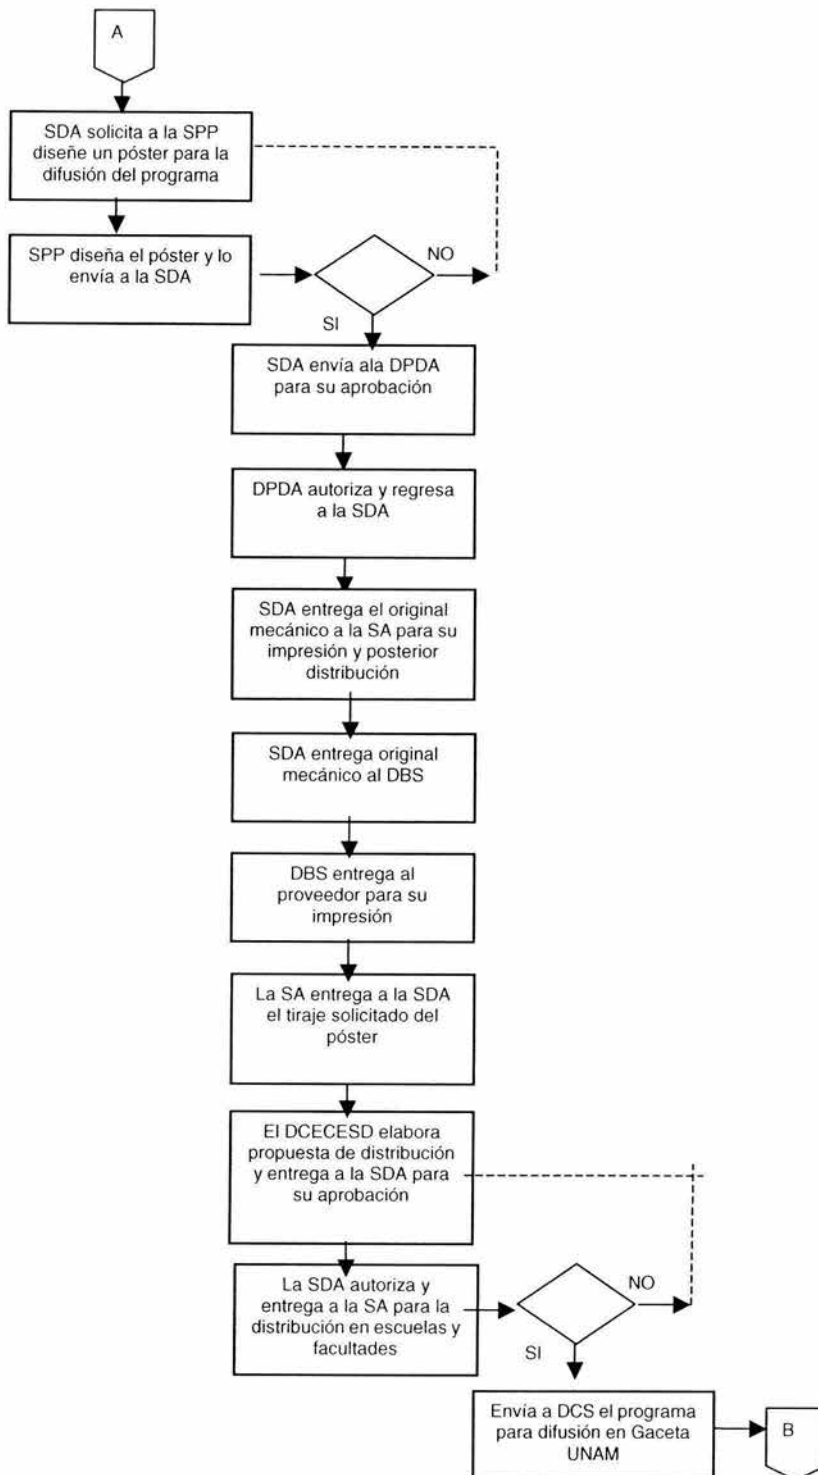 A
SDA solicita a la SPP
diseñe un póster para la
difusión del programa
SPP diseña el póster y lo
envía a la SDA
NO
SI
SDA envía ala DPDA
para su aprobación
DPDA autoriza y regresa
a la SDA
SDA entrega el original
mecánico a la SA para su
impresión y posterior
distribución
SDA entrega original
mecánico al DBS
DBS entrega al
proveedor para su
impresión
La SA entrega a la SDA
el tiraje solicitado del
póster
El DCECESD elabora
propuesta de distribución
y entrega a la SDA para
su aprobación
La SDA autoriza y
entrega a la SA para la
distribución en escuelas y
facultades
NO
SI
Envía a DCS el programa
para difusión en Gaceta
UNAM
B